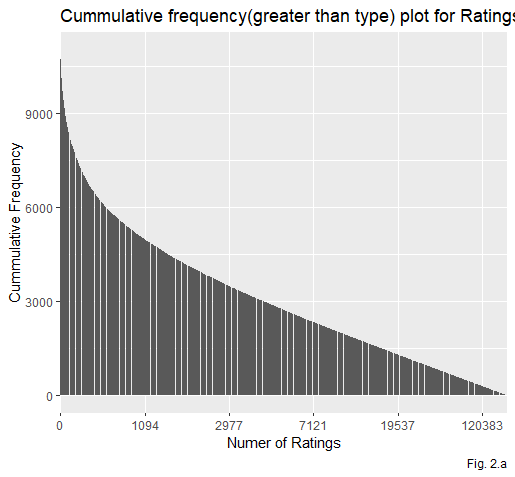 Cummulative frequency(greater than type) plot for Ratings
Cummulative Frequency
9000
6000
3000
0
0 1094 2977 7121 19537 120383
Numer of Ratings
Fig. 2.a